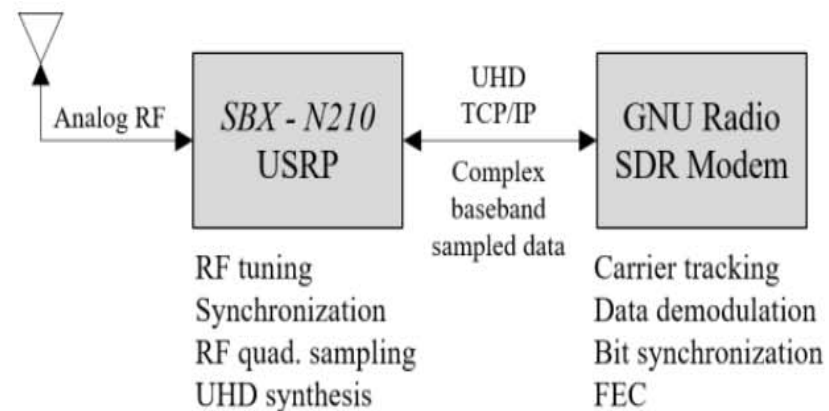 Analog RF
SBX - N210
USRP
UHD
TCP/IP
Complex
baseband
sampled data
GNU Radio
SDR Modem
RF tuning
Synchronization
RF quad. sampling
UHD synthesis
Carrier tracking
Data demodulation
Bit synchronization
FEC